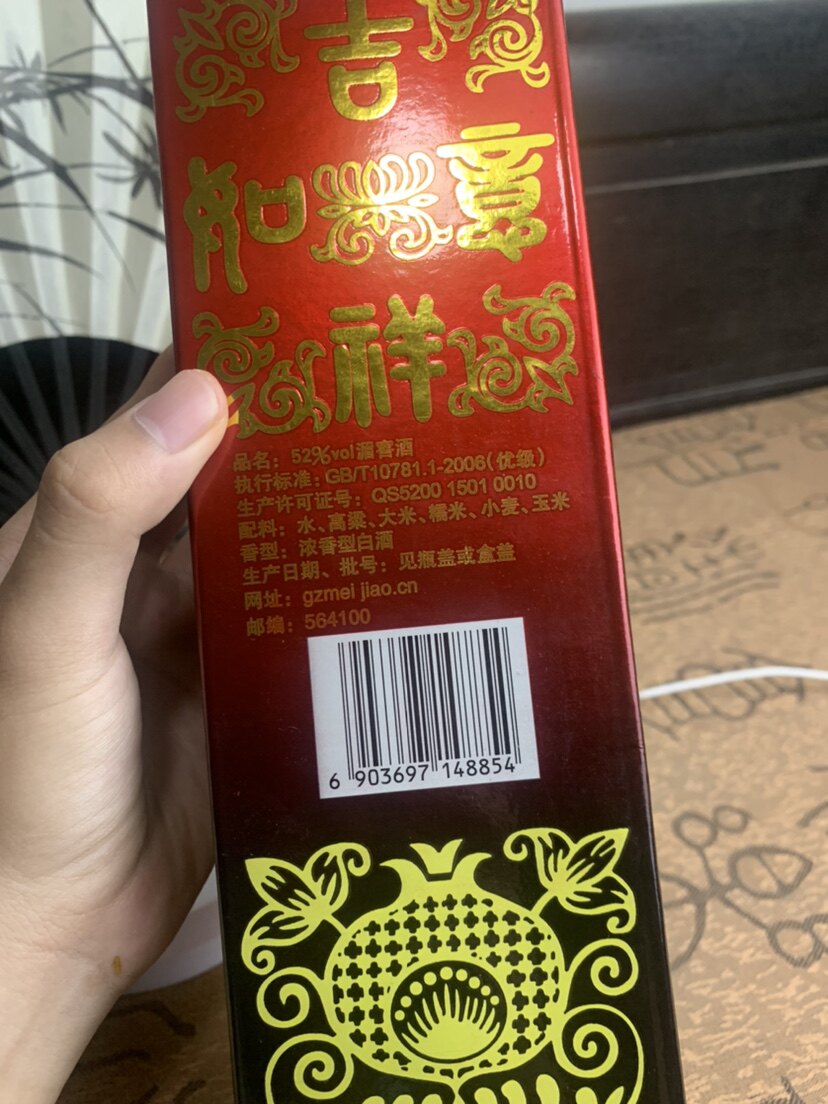 吉
如意
祥
品名：52%vol湄窖酒
执行标准：GB/T10781.1-2006（优级）
生产许可证号：QS5200 1501 0010
配料：水、高粱、大米、糯米、小麦、玉米
香型：浓香型白酒
生产日期、批号：见瓶盖或盒盖
网址：gzmei jiao.cn
邮编：564100
6 903697 148854